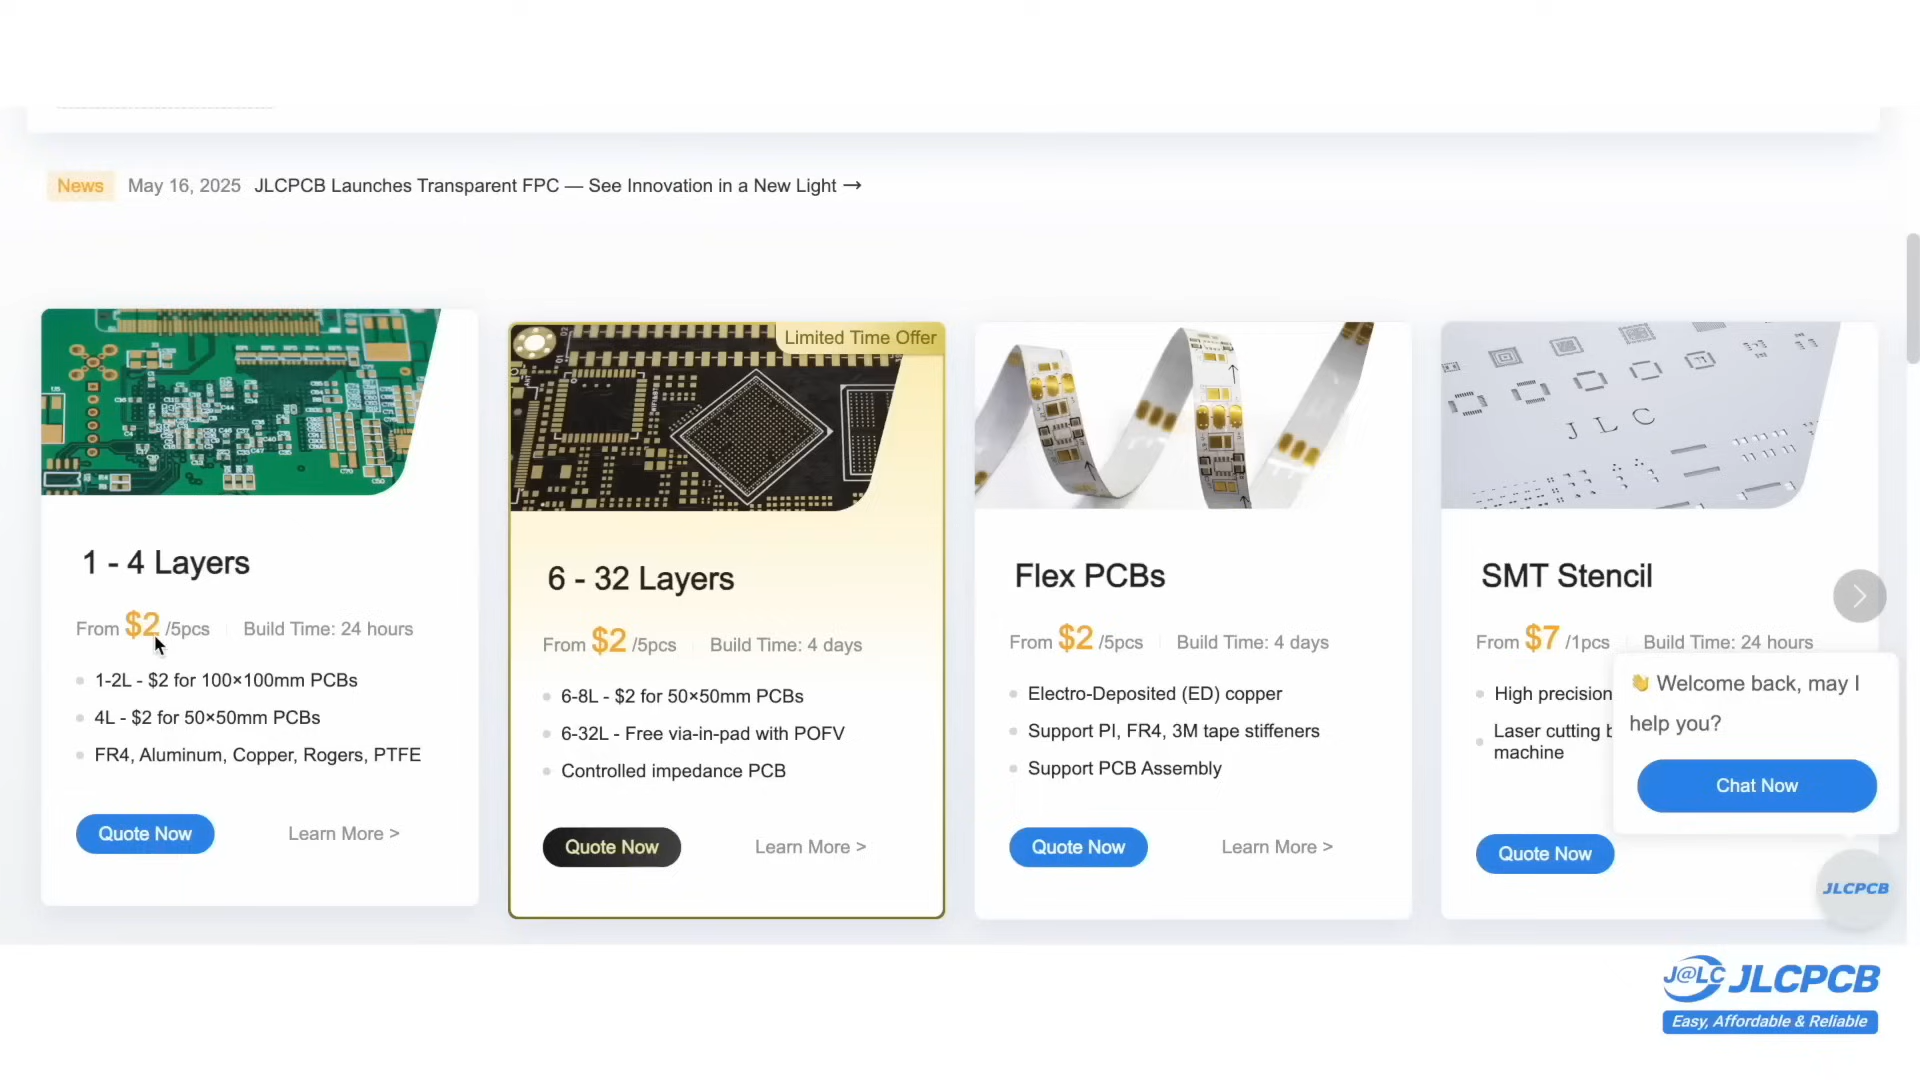 News May 16, 2025 JLCPCB Launches Transparent FPC — See Innovation in a New Light →
1 - 4 Layers
From $2 /5pcs Build Time: 24 hours
1-2L - $2 for 100×100mm PCBs
4L - $2 for 50×50mm PCBs
FR4, Aluminum, Copper, Rogers, PTFE
Quote Now Learn More >
Limited Time Offer
6 - 32 Layers
From $2 /5pcs Build Time: 4 days
6-8L - $2 for 50×50mm PCBs
6-32L - Free via-in-pad with POFV
Controlled impedance PCB
Quote Now Learn More >
Flex PCBs
From $2 /5pcs Build Time: 4 days
Electro-Deposited (ED) copper
Support PI, FR4, 3M tape stiffeners
Support PCB Assembly
Quote Now Learn More >
J L C
SMT Stencil
From $7 /1pcs Build Time: 24 hours
High precision
Laser cutting
machine
Quote Now
👋 Welcome back, may I
help you?
Chat Now
JLCPCB
J@LC JLCPCB
Easy, Affordable & Reliable